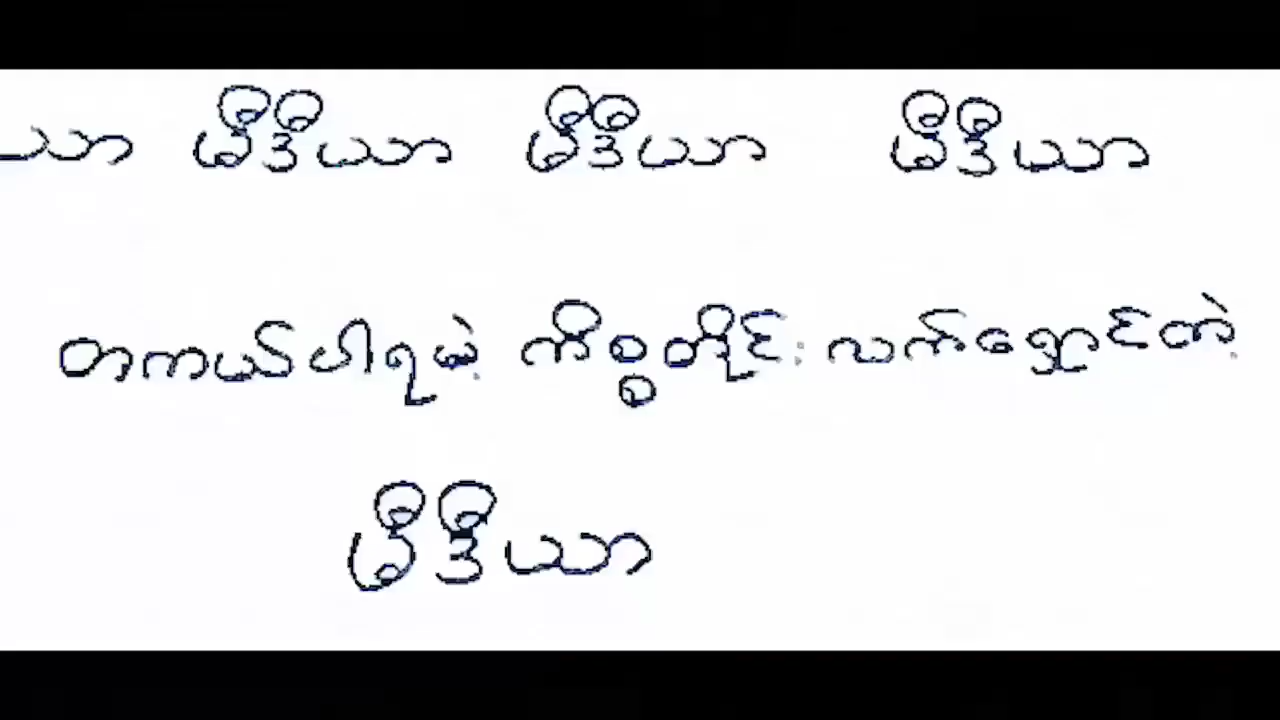 ယာ မီဒီယာ မီဒီယာ မီဒီယာ
တကယ်ပါရမဲ့ ကိစ္စတိုင်း လက်ရှောင်တဲ့
မီဒီယာ